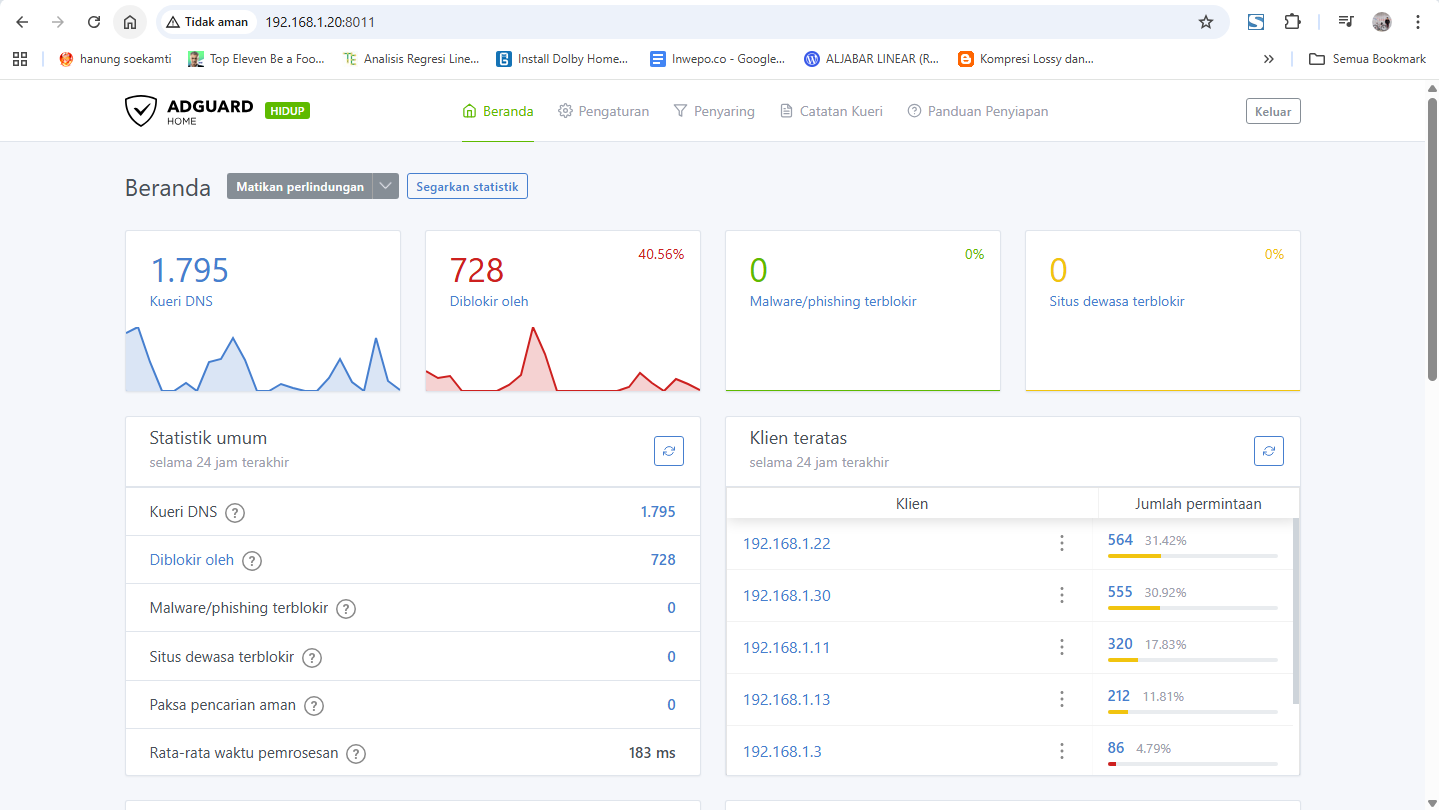 Tidak aman 192.168.1.20:8011
hanung soekamti Top Eleven Be a Foo... Analisis Regresi Line... Install Dolby Home... Inwepo.co - Google... ALJABAR LINEAR (R... Kompresi Lossy dan... Semua Bookmark
ADGUARD HOME HIDUP Beranda Pengaturan Penyaring Catatan Kueri Panduan Penyiapan Keluar
Beranda Matikan perlindungan Segarkan statistik
1.795
Kueri DNS
40.56%
728
Diblokir oleh
0%
0
Malware/phishing terblokir
0%
0
Situs dewasa terblokir
Statistik umum
selama 24 jam terakhir
Kueri DNS ? 1.795
Diblokir oleh ? 728
Malware/phishing terblokir ? 0
Situs dewasa terblokir ? 0
Paksa pencarian aman ? 0
Rata-rata waktu pemrosesan ? 183 ms
Klien teratas
selama 24 jam terakhir
Klien Jumlah permintaan
192.168.1.22 564 31.42%
192.168.1.30 555 30.92%
192.168.1.11 320 17.83%
192.168.1.13 212 11.81%
192.168.1.3 86 4.79%